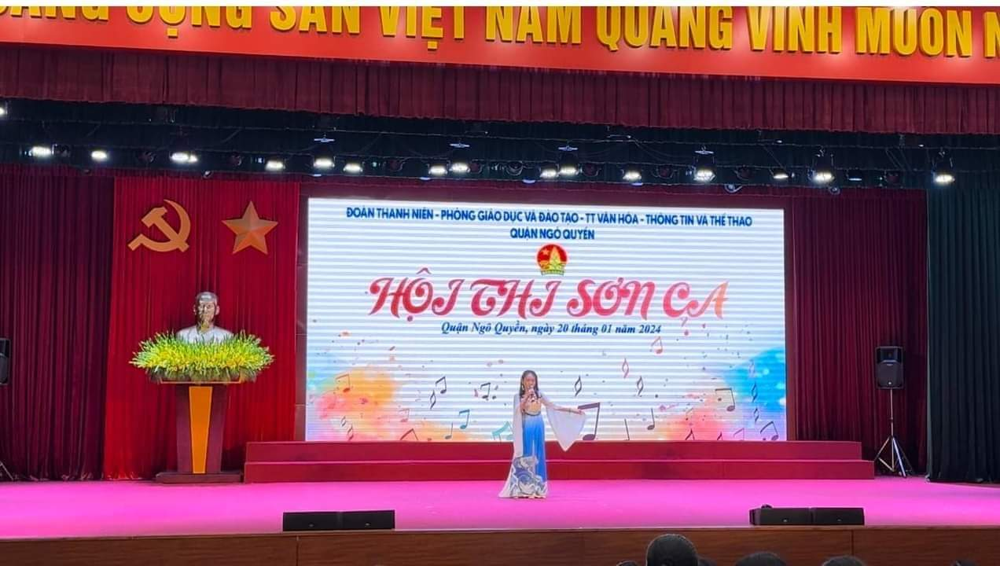 ĐẢNG CỘNG SẢN VIỆT NAM QUANG VINH MUÔN N
ĐOÀN THANH NIÊN - PHÒNG GIÁO DỤC VÀ ĐÀO TẠO - TT VĂN HÓA - THÔNG TIN VÀ THỂ THAO
QUẬN NGÔ QUYỀN
HỘI THI SƠN CA
Quận Ngô Quyền, ngày 20 tháng 01 năm 2024